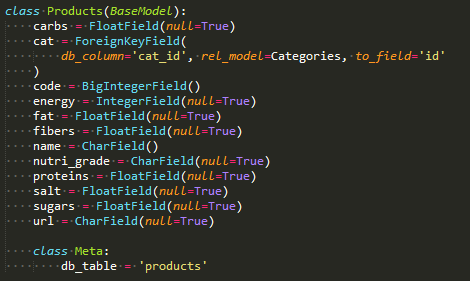 class Products(BaseModel):
    carbs = FloatField(null=True)
    cat = ForeignKeyField(
        db_column='cat_id', rel_model=Categories, to_field='id'
    )
    code = BigIntegerField()
    energy = IntegerField(null=True)
    fat = FloatField(null=True)
    fibers = FloatField(null=True)
    name = CharField()
    nutri_grade = CharField(null=True)
    proteins = FloatField(null=True)
    salt = FloatField(null=True)
    sugars = FloatField(null=True)
    url = CharField(null=True)

    class Meta:
        db_table = 'products'